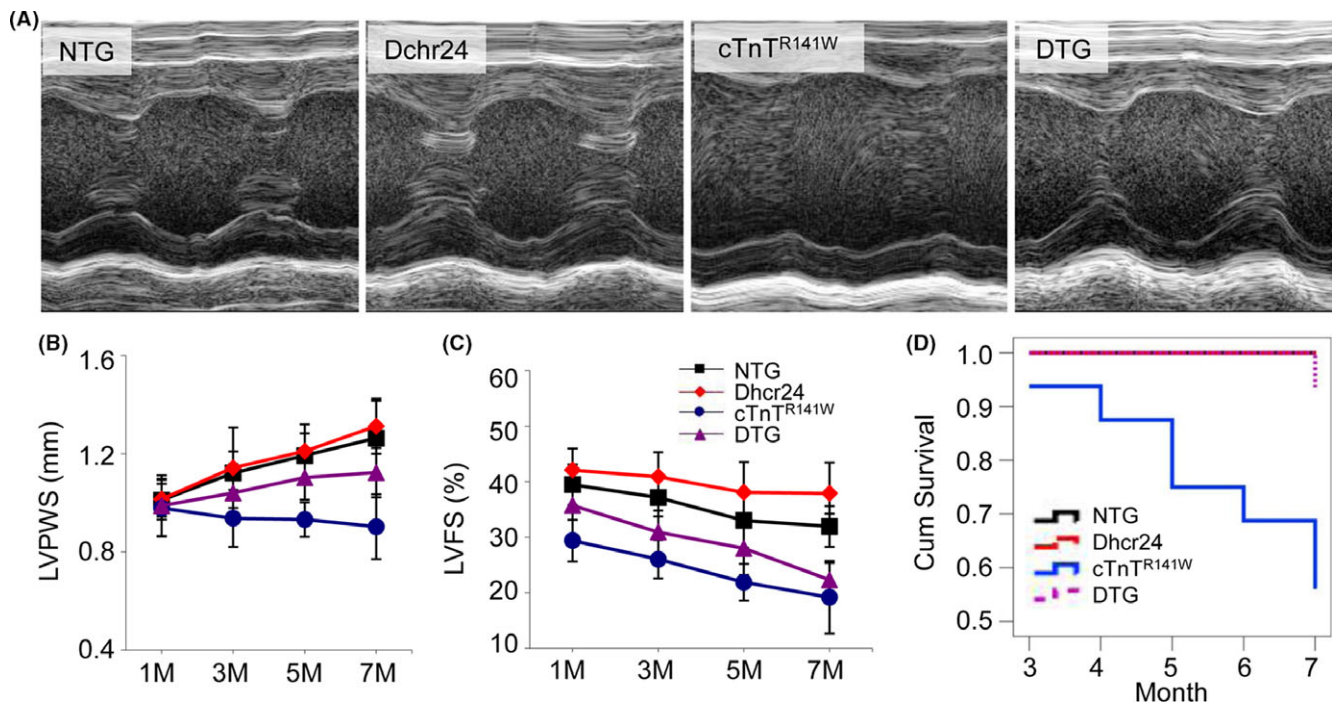 (A)
NTG
Dchr24
cTnT^R141W
DTG
(B)
LVPWS (mm)
1.6
1.2
0.8
0.4
1M 3M 5M 7M
(C)
LVFS (%)
60
50
40
30
20
10
NTG
Dhcr24
cTnT^R141W
DTG
1M 3M 5M 7M
(D)
Cum Survival
1.0
0.9
0.8
0.7
0.6
0.5
NTG
Dhcr24
cTnT^R141W
DTG
3 4 5 6 7
Month